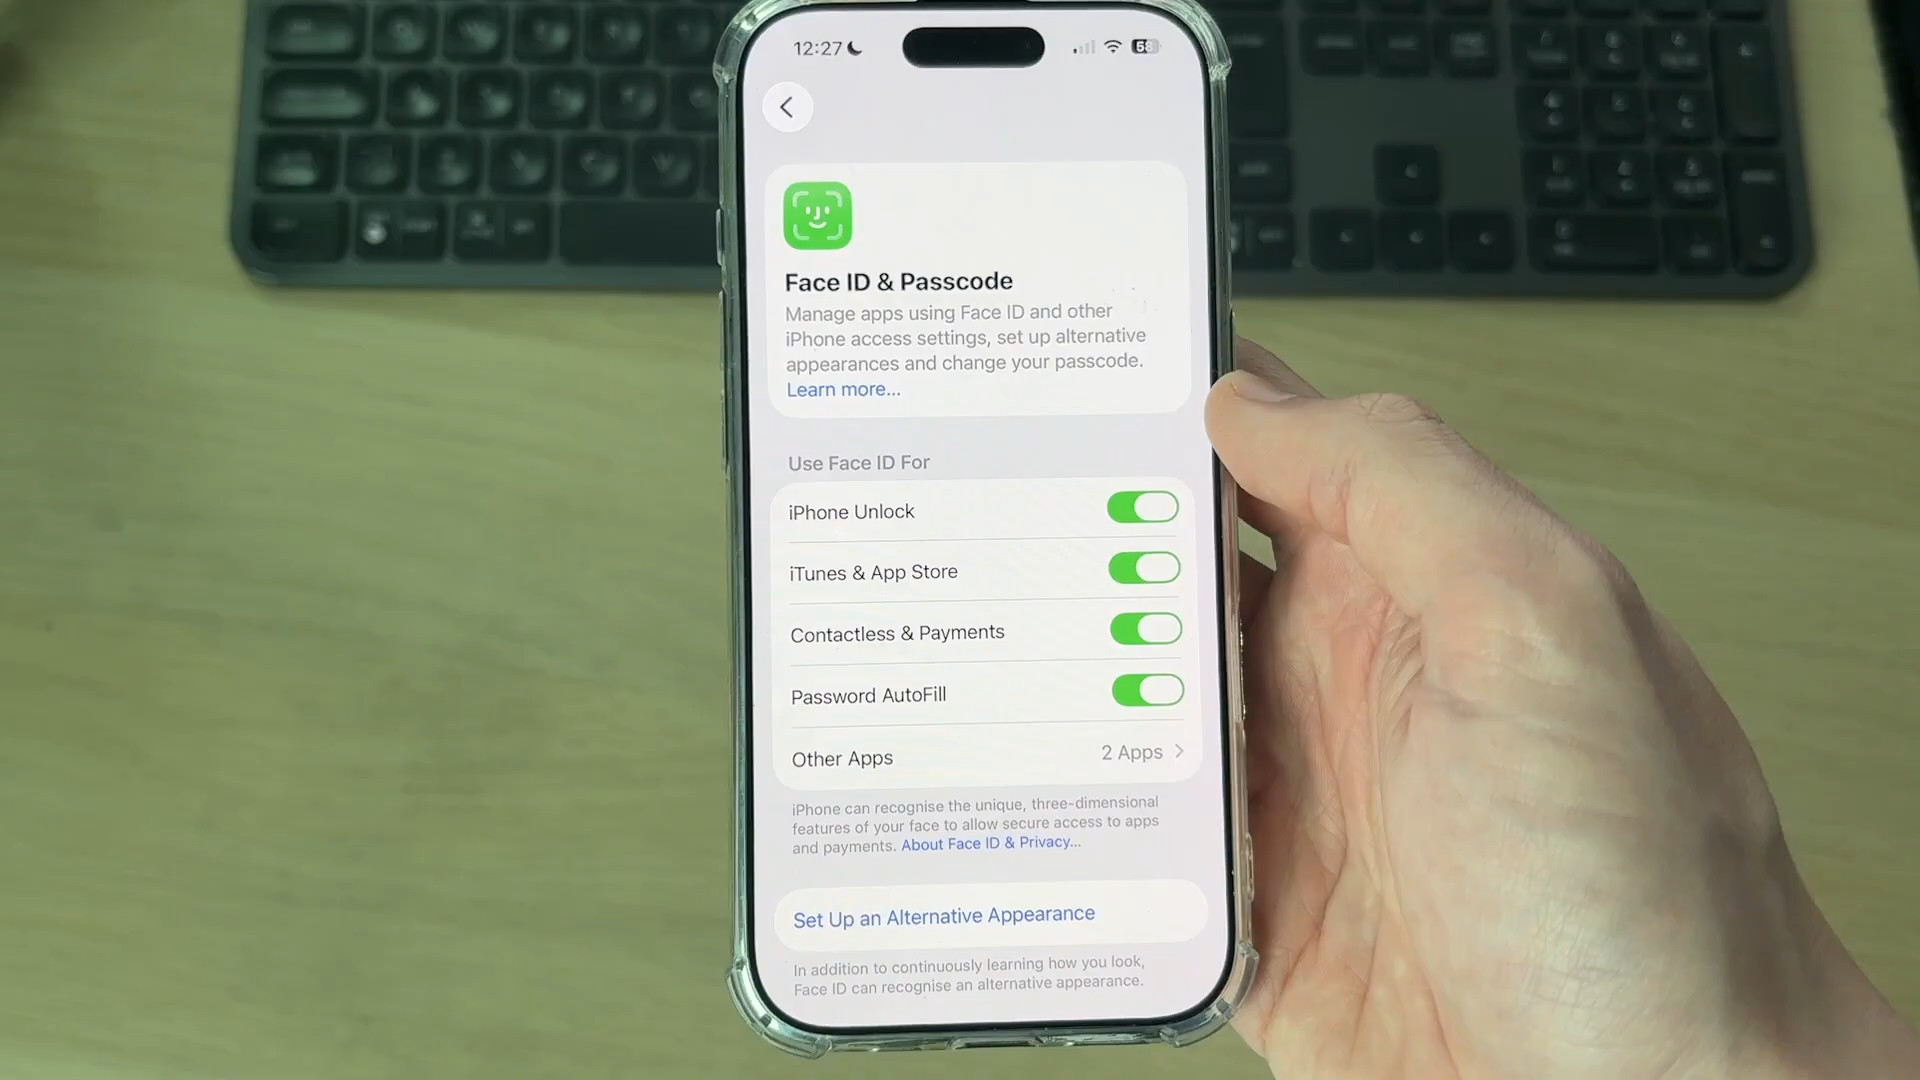 12:27
58
Face ID & Passcode
Manage apps using Face ID and other
iPhone access settings, set up alternative
appearances and change your passcode.
Learn more...
Use Face ID For
iPhone Unlock
iTunes & App Store
Contactless & Payments
Password AutoFill
Other Apps 2 Apps
iPhone can recognise the unique, three-dimensional
features of your face to allow secure access to apps
and payments. About Face ID & Privacy...
Set Up an Alternative Appearance
In addition to continuously learning how you look,
Face ID can recognise an alternative appearance.